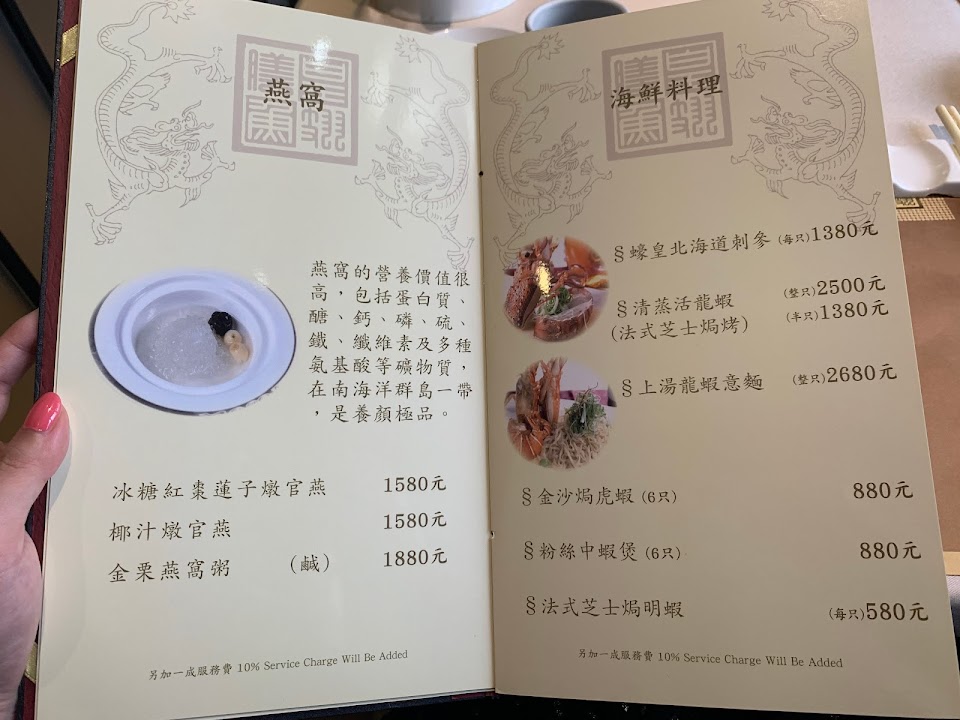 燕窩
燕窩的營養價值很
高，包括蛋白質、
醣、鈣、磷、硫、
鐵、纖維素及多種
氨基酸等礦物質，
在南海洋群島一帶
，是養顏極品。
冰糖紅棗蓮子燉官燕 1580元
椰汁燉官燕 1580元
金栗燕窩粥 (鹹) 1880元
另加一成服務費 10% Service Charge Will Be Added
海鮮料理
§蠔皇北海道刺參 (每只)1380元
§清蒸活龍蝦 (整只)2500元
(法式芝士焗烤) (半只)1380元
§上湯龍蝦意麵 (整只)2680元
§金沙焗虎蝦 (6只) 880元
§粉絲中蝦煲 (6只) 880元
§法式芝士焗明蝦 (每只)580元
另加一成服務費 10% Service Charge Will Be Added